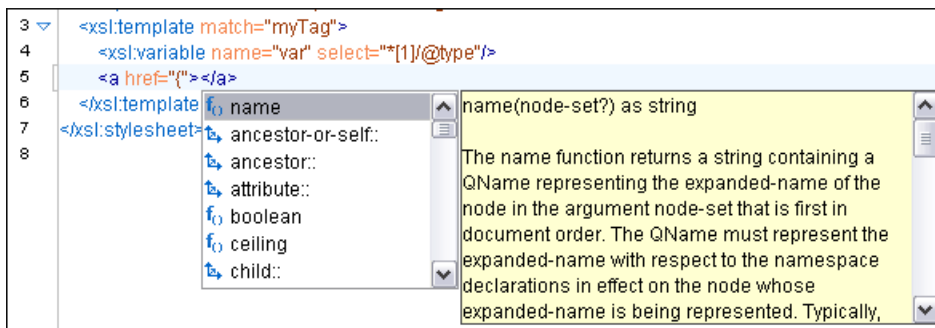 3 <xsl:template match="myTag">
4 <xsl:variable name="var" select="*[1]/@type"/>
5 <a href="{"></a>
6 </xsl:template
7 </xsl:stylesheet>
8
f() name
ancestor-or-self::
ancestor::
attribute::
f() boolean
f() ceiling
child::
name(node-set?) as string
The name function returns a string containing a
QName representing the expanded-name of the
node in the argument node-set that is first in
document order. The QName must represent the
expanded-name with respect to the namespace
declarations in effect on the node whose
expanded-name is being represented. Typically,